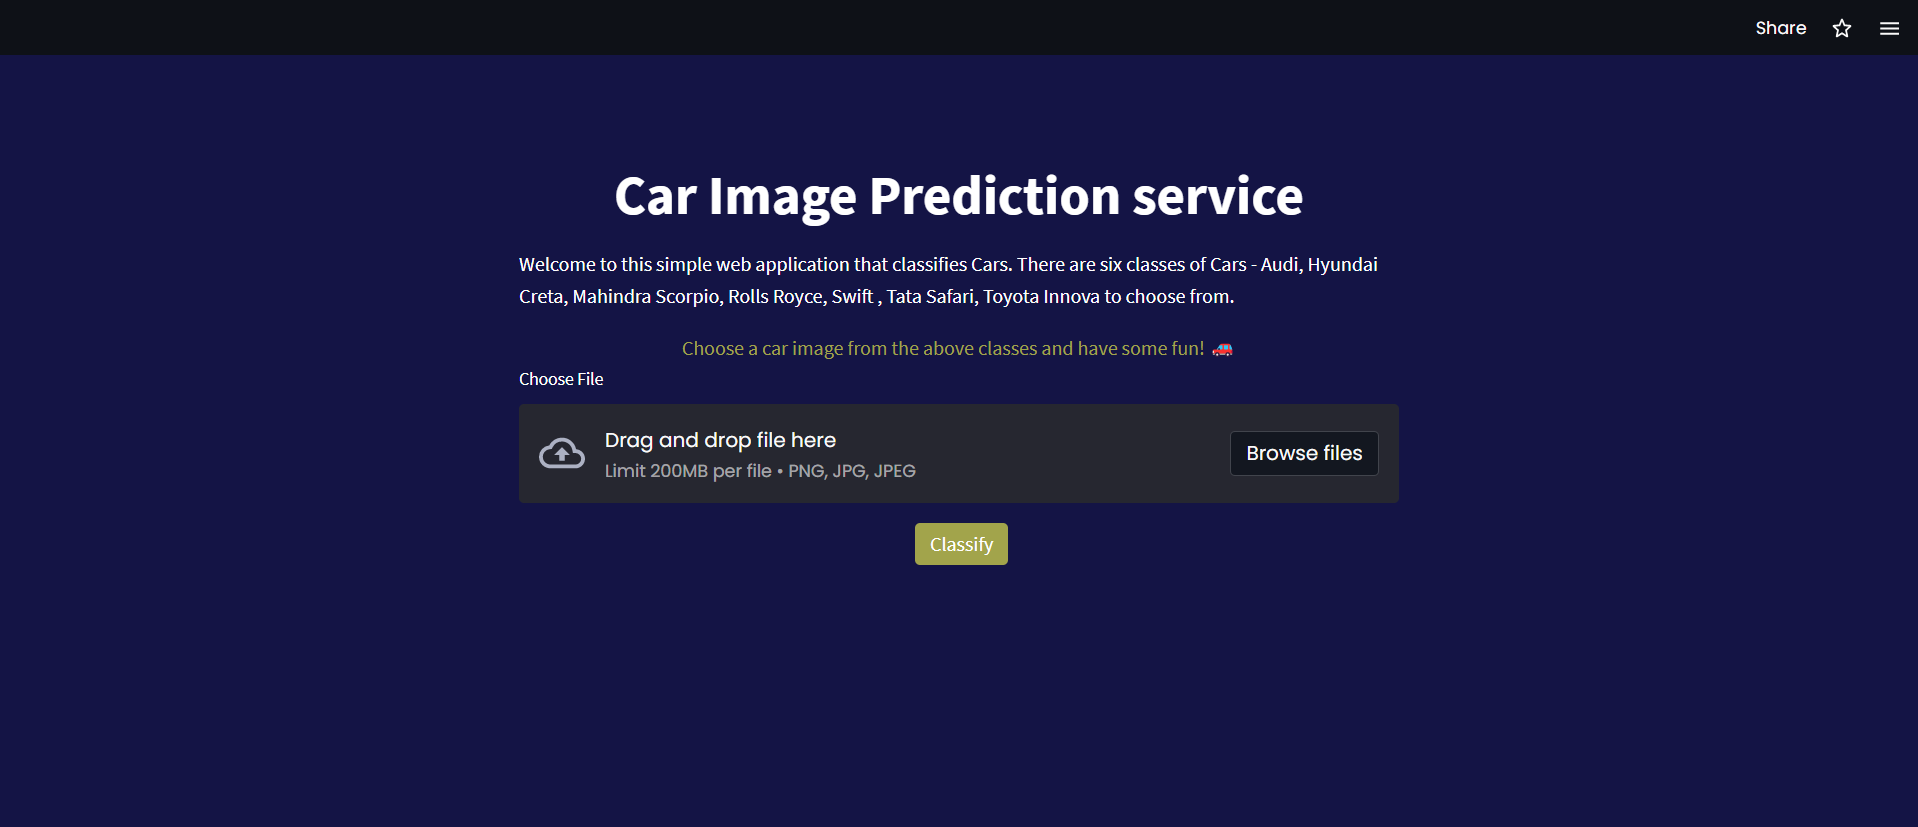 Share
Car Image Prediction service
Welcome to this simple web application that classifies Cars. There are six classes of Cars - Audi, Hyundai
Creta, Mahindra Scorpio, Rolls Royce, Swift , Tata Safari, Toyota Innova to choose from.
Choose a car image from the above classes and have some fun! 🚗
Choose File
Drag and drop file here
Limit 200MB per file • PNG, JPG, JPEG
Browse files
Classify